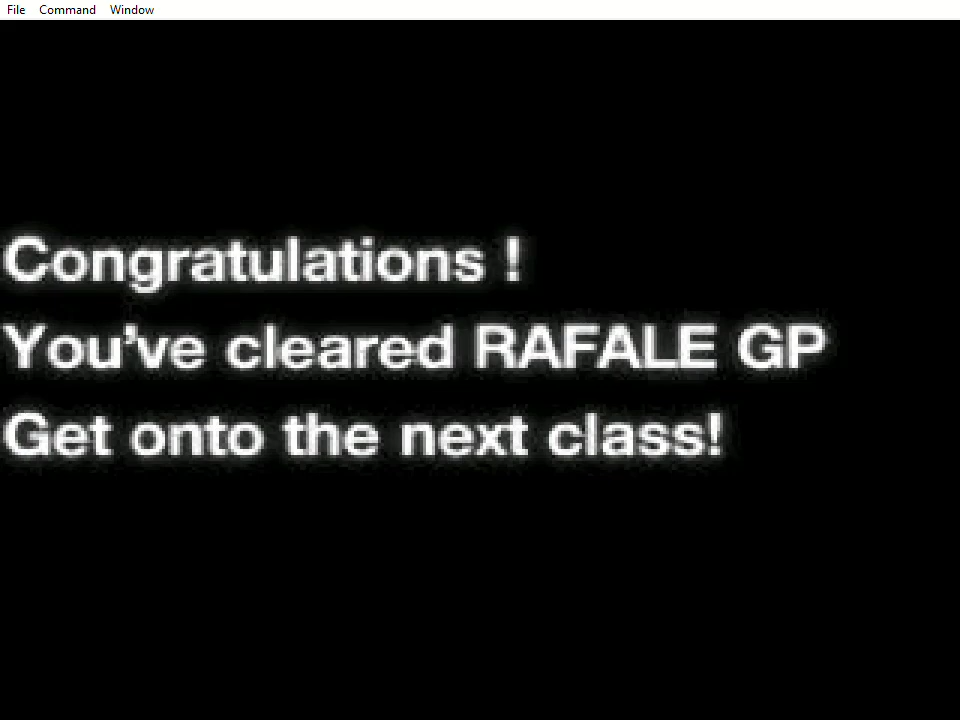 File Command Window
Congratulations !
You've cleared RAFALE GP
Get onto the next class!